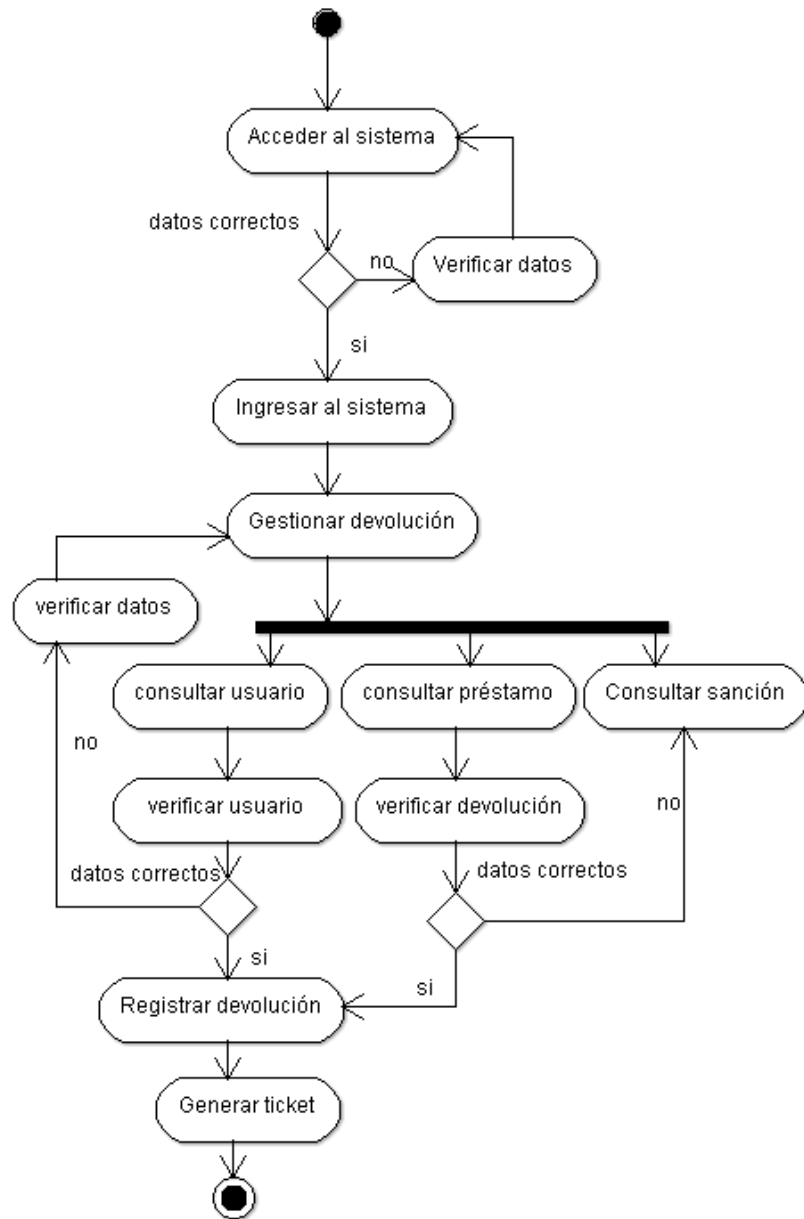 Acceder al sistema
datos correctos
no
Verificar datos
si
Ingresar al sistema
Gestionar devolución
verificar datos
consultar usuario
consultar préstamo
Consultar sanción
no
verificar usuario
verificar devolución
no
datos correctos
datos correctos
si
si
Registrar devolución
Generar ticket